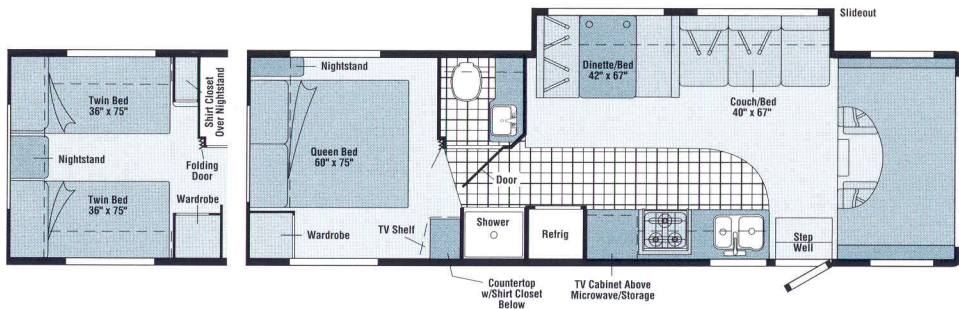 Slideout
Twin Bed
36" x 75"
Shirt Closet
Over Nightstand
Nightstand
Folding
Door
Twin Bed
36" x 75"
Wardrobe
Nightstand
Queen Bed
60" x 75"
Wardrobe
TV Shelf
Countertop
w/Shirt Closet
Below
Door
Shower
Refrig
Dinette/Bed
42" x 67"
Couch/Bed
40" x 67"
TV Cabinet Above
Microwave/Storage
Step
Well